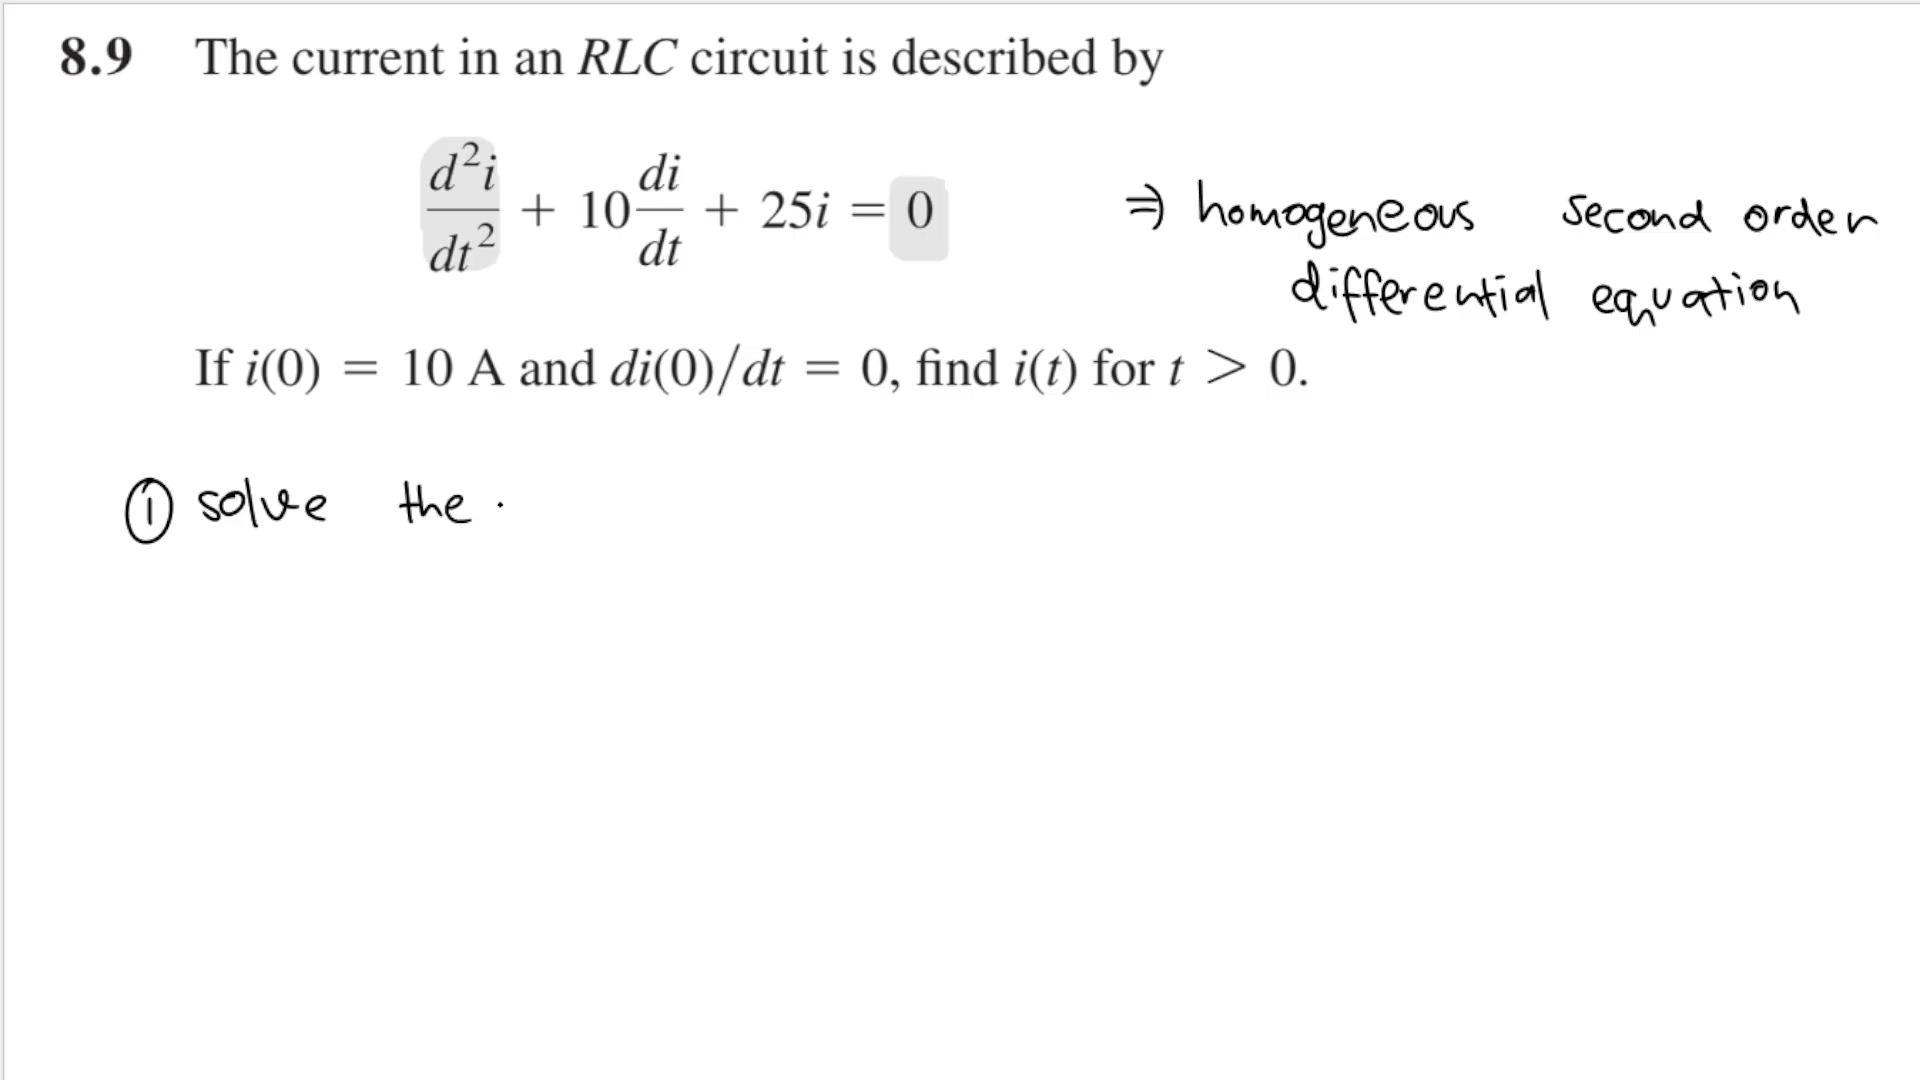 8.9 The current in an RLC circuit is described by
d²i/dt² + 10 di/dt + 25i = 0
⇒ homogeneous second order
differential equation
If i(0) = 10 A and di(0)/dt = 0, find i(t) for t > 0.
① solve the